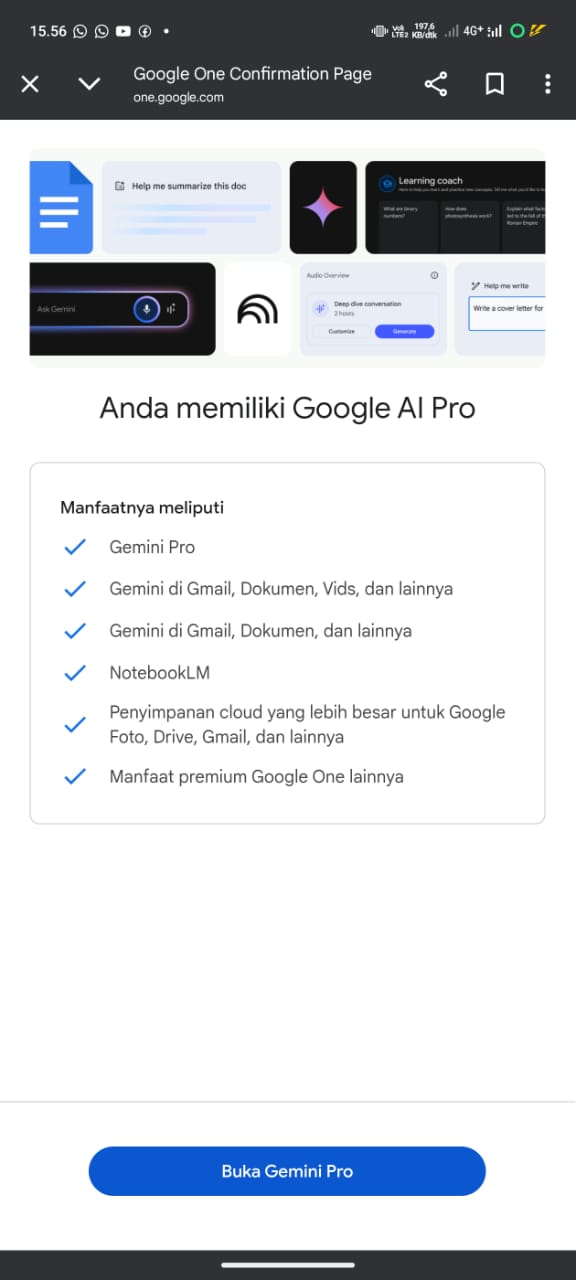 15.56
Vo)
LTE2
197,6
KB/dtk
4G+
Google One Confirmation Page
one.google.com
Help me summarize this doc
Learning coach
Here to help you learn and practice new concepts. Tell me what you'd like to
What are binary
numbers?
How does
photosynthesis work?
Explain what
led to the fall of
Roman Empire
Ask Gemini
Audio Overview
Deep dive conversation
2 hosts
Customize
Generate
Help me write
Write a cover letter for
Anda memiliki Google AI Pro
Manfaatnya meliputi
Gemini Pro
Gemini di Gmail, Dokumen, Vids, dan lainnya
Gemini di Gmail, Dokumen, dan lainnya
NotebookLM
Penyimpanan cloud yang lebih besar untuk Google
Foto, Drive, Gmail, dan lainnya
Manfaat premium Google One lainnya
Buka Gemini Pro